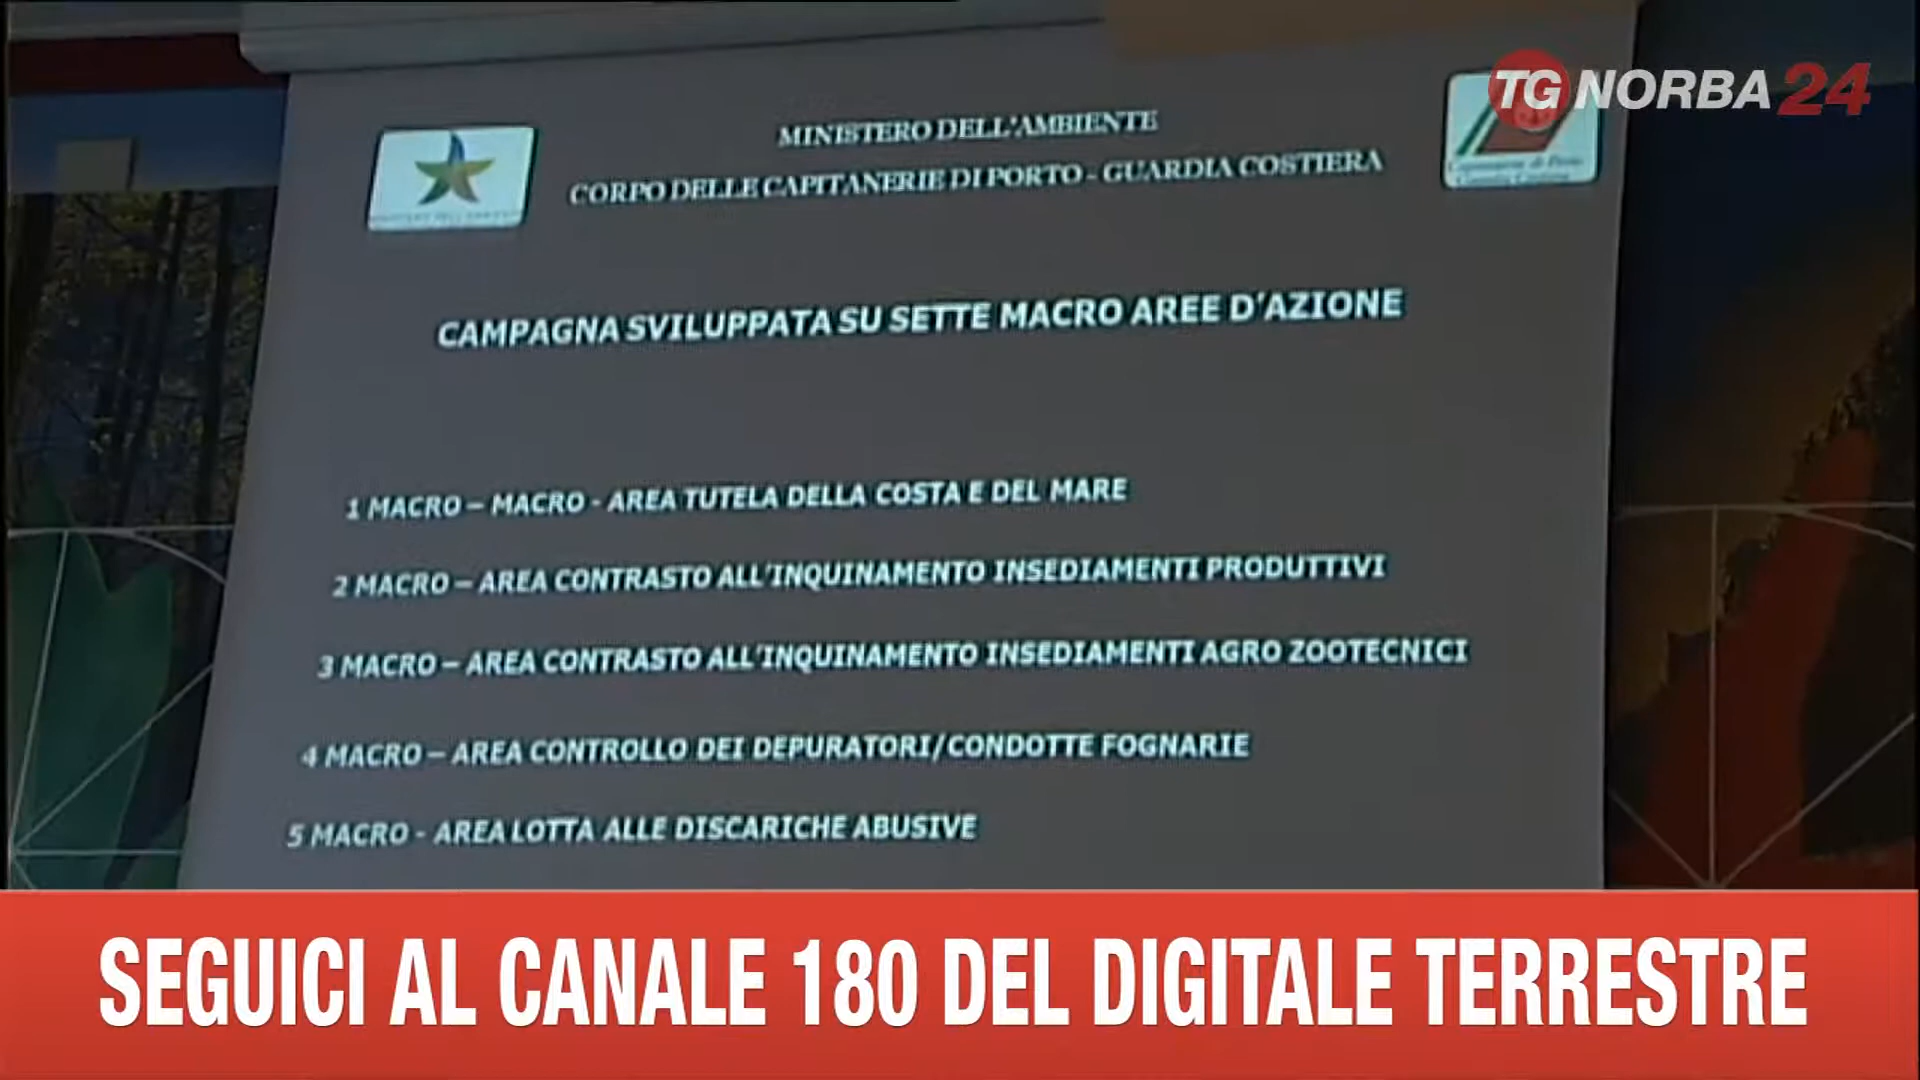 TG NORBA 24
MINISTERO DELL'AMBIENTE
CORPO DELLE CAPITANERIE DI PORTO - GUARDIA COSTIERA
CAMPAGNA SVILUPPATA SU SETTE MACRO AREE D'AZIONE
1 MACRO – MACRO - AREA TUTELA DELLA COSTA E DEL MARE
2 MACRO – AREA CONTRASTO ALL'INQUINAMENTO INSEDIAMENTI PRODUTTIVI
3 MACRO – AREA CONTRASTO ALL'INQUINAMENTO INSEDIAMENTI AGRO ZOOTECNICI
4 MACRO – AREA CONTROLLO DEI DEPURATORI/CONDOTTE FOGNARIE
5 MACRO - AREA LOTTA ALLE DISCARICHE ABUSIVE
SEGUICI AL CANALE 180 DEL DIGITALE TERRESTRE